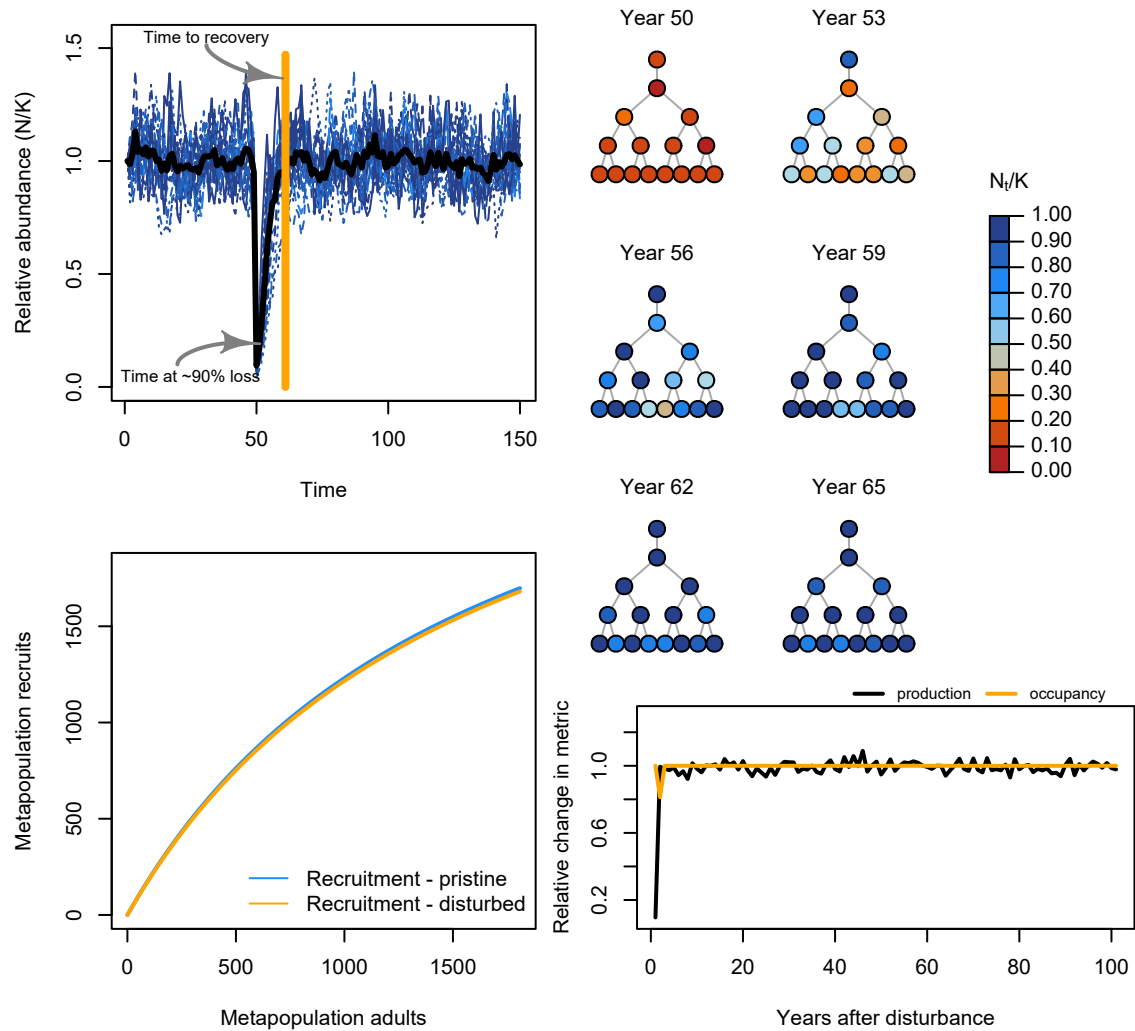 Relative abundance (N/K)
1.5
1.0
0.5
0.0
Time to recovery
Time at ~90% loss
0
50
100
150
Time
Year 50
Year 53
Year 56
Year 59
Year 62
Year 65
Nt/K
1.00
0.90
0.80
0.70
0.60
0.50
0.40
0.30
0.20
0.10
0.00
Metapopulation recruits
1500
1000
500
0
Recruitment - pristine
Recruitment - disturbed
0
500
1000
1500
Metapopulation adults
production
occupancy
Relative change in metric
1.0
0.6
0.2
0
20
40
60
80
100
Years after disturbance